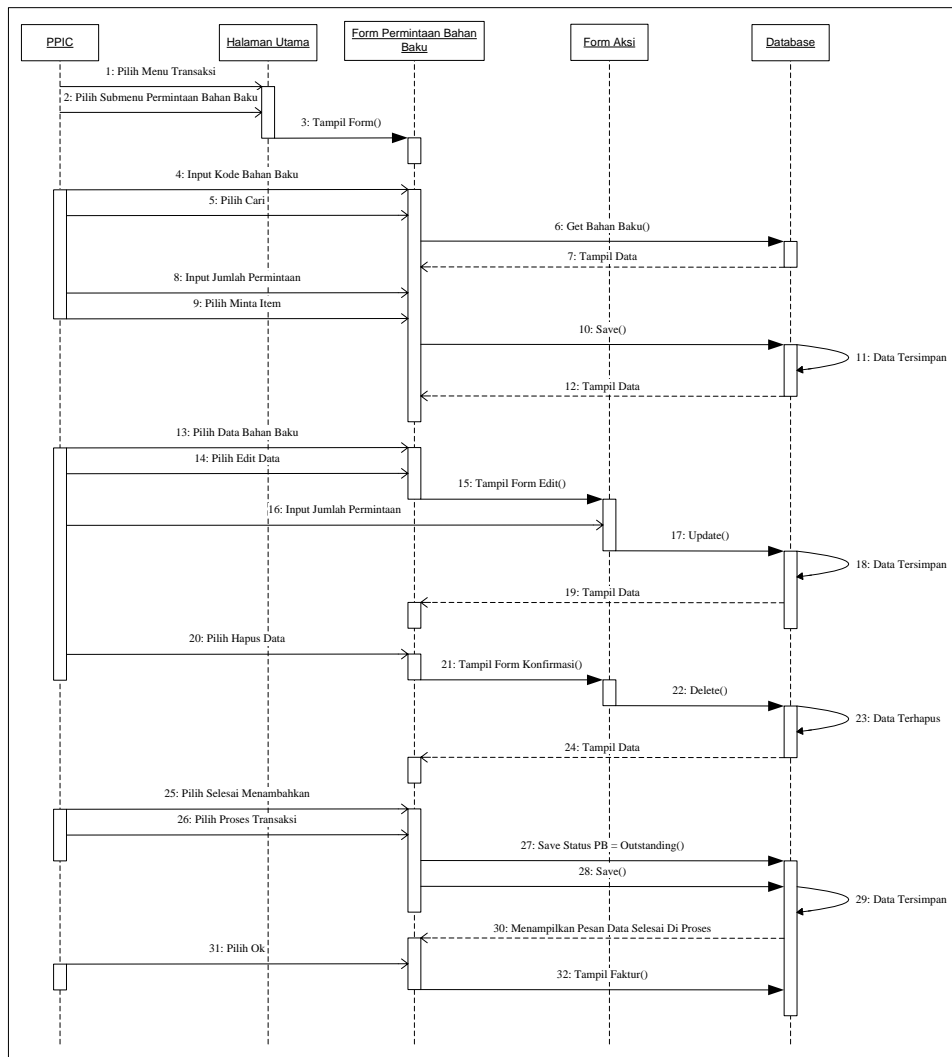 PPIC
Halaman Utama
Form Permintaan Bahan
Baku
Form Aksi
Database
1: Pilih Menu Transaksi
2: Pilih Submenu Permintaan Bahan Baku
3: Tampil Form()
4: Input Kode Bahan Baku
5: Pilih Cari
6: Get Bahan Baku()
7: Tampil Data
8: Input Jumlah Permintaan
9: Pilih Minta Item
10: Save()
11: Data Tersimpan
12: Tampil Data
13: Pilih Data Bahan Baku
14: Pilih Edit Data
15: Tampil Form Edit()
16: Input Jumlah Permintaan
17: Update()
18: Data Tersimpan
19: Tampil Data
20: Pilih Hapus Data
21: Tampil Form Konfirmasi()
22: Delete()
23: Data Terhapus
24: Tampil Data
25: Pilih Selesai Menambahkan
26: Pilih Proses Transaksi
27: Save Status PB = Outstanding()
28: Save()
29: Data Tersimpan
30: Menampilkan Pesan Data Selesai Di Proses
31: Pilih Ok
32: Tampil Faktur()